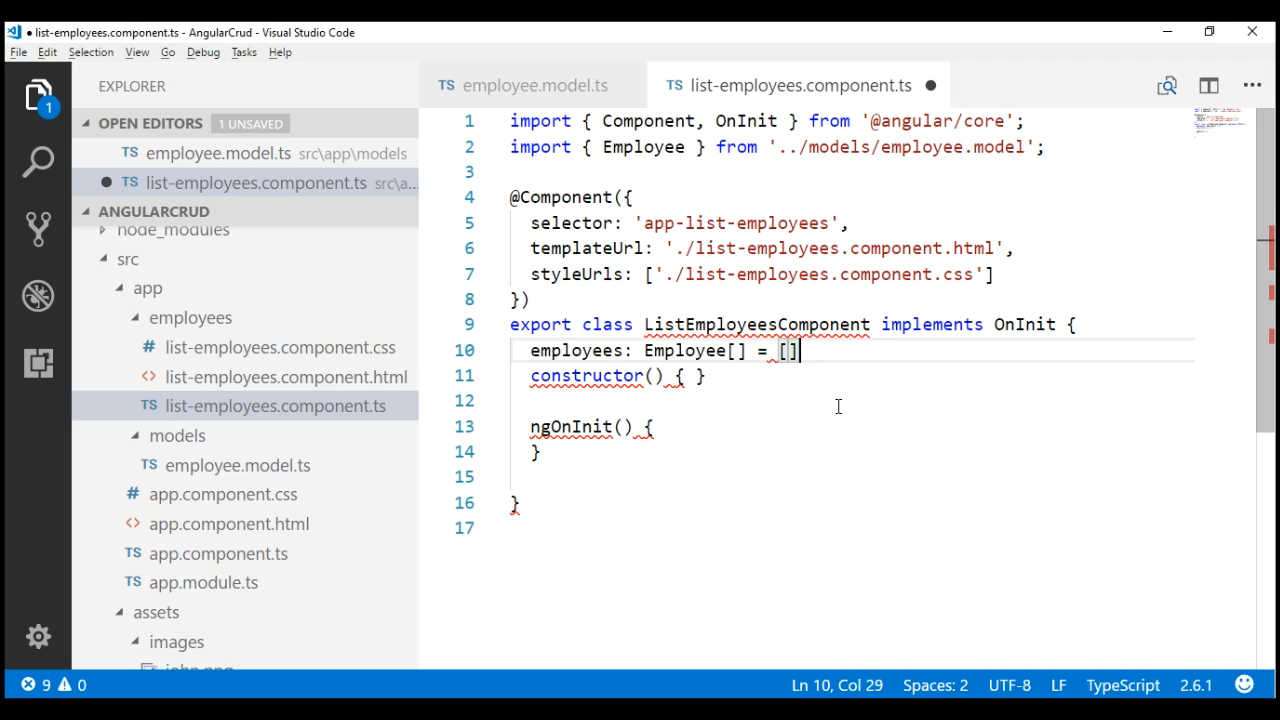 ● list-employees.component.ts - AngularCrud - Visual Studio Code
File Edit Selection View Go Debug Tasks Help
1
EXPLORER
OPEN EDITORS 1 UNSAVED
TS employee.model.ts src\app\models
● TS list-employees.component.ts src\a...
ANGULARCRUD
node_modules
src
app
employees
# list-employees.component.css
<> list-employees.component.html
TS list-employees.component.ts
models
TS employee.model.ts
# app.component.css
<> app.component.html
TS app.component.ts
TS app.module.ts
assets
images
john.png
TS employee.model.ts
TS list-employees.component.ts ●
1 import { Component, OnInit } from '@angular/core';
2 import { Employee } from '../models/employee.model';
3
4 @Component({
5 selector: 'app-list-employees',
6 templateUrl: './list-employees.component.html',
7 styleUrls: ['./list-employees.component.css']
8 })
9 export class ListEmployeesComponent implements OnInit {
10 employees: Employee[] = []
11 constructor() { }
12
13 ngOnInit() {
14 }
15
16 }
17
9 0 Ln 10, Col 29 Spaces: 2 UTF-8 LF TypeScript 2.6.1